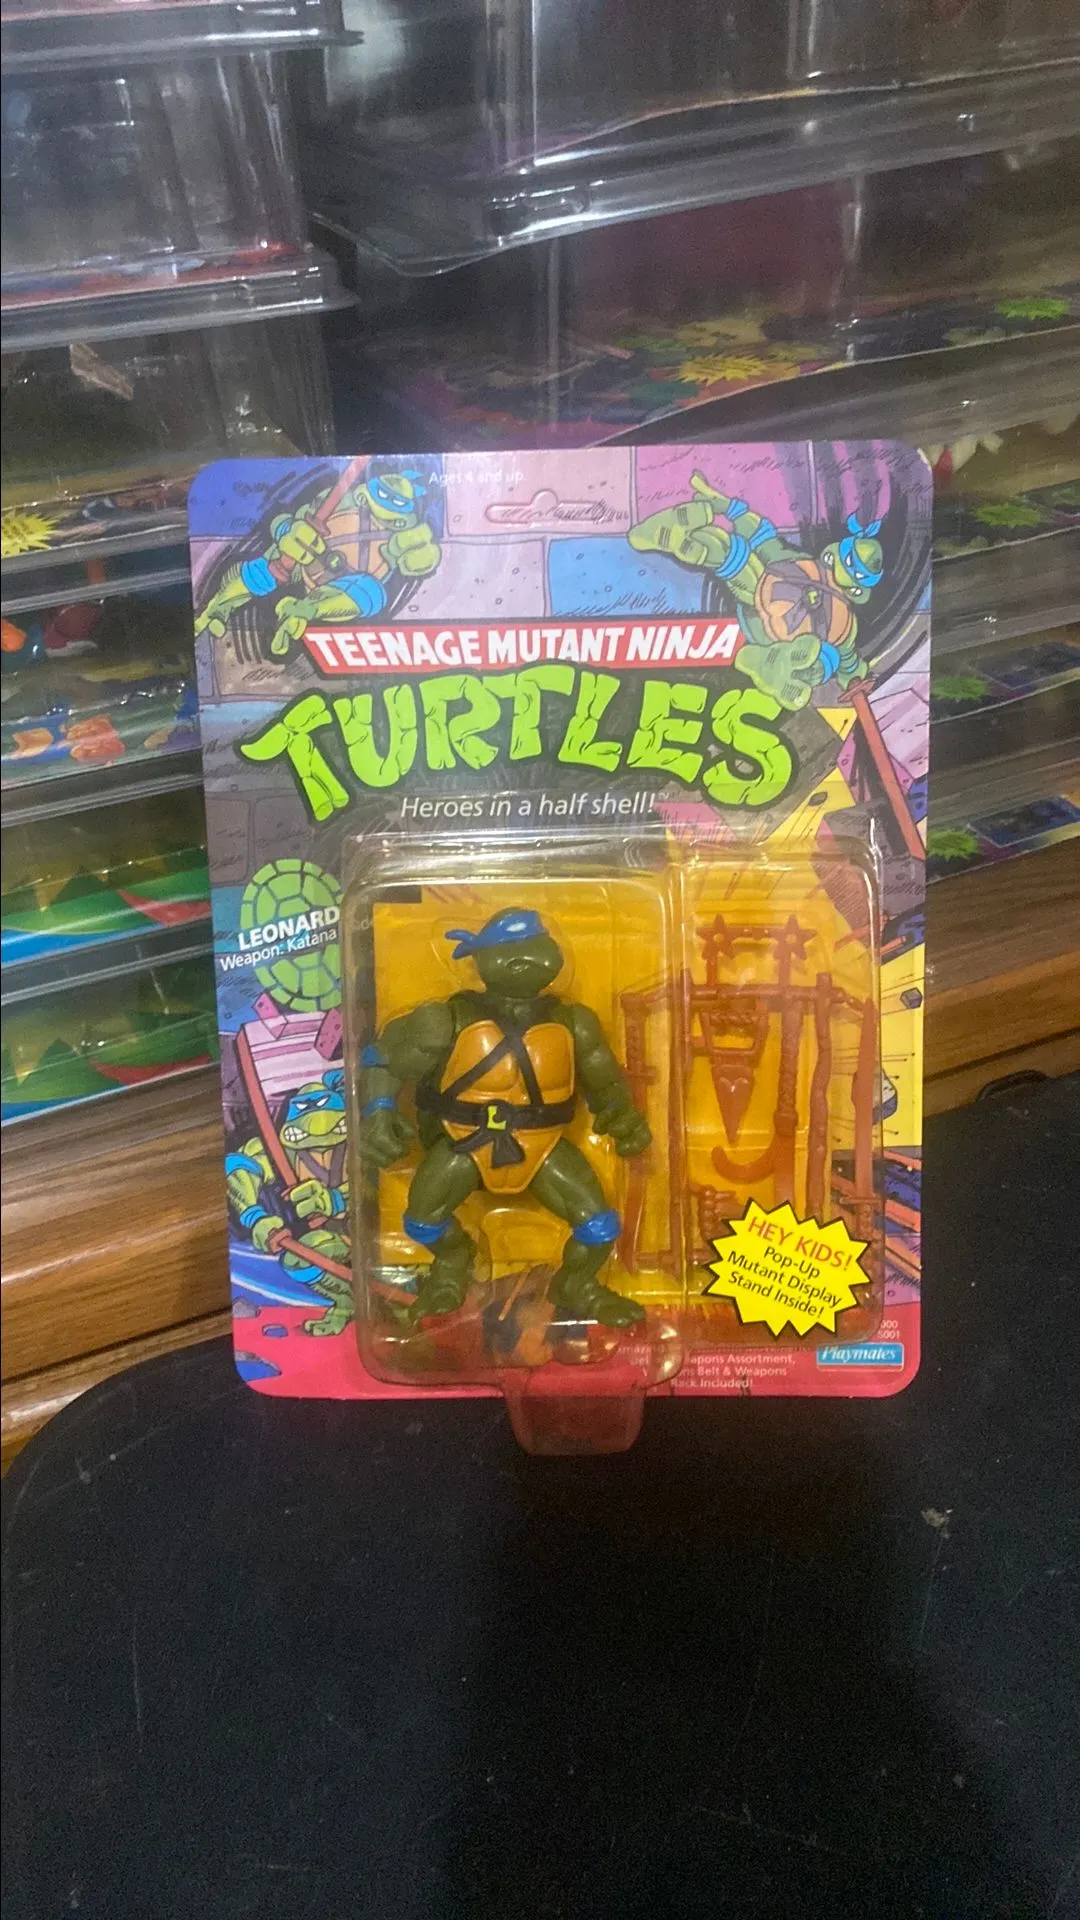 Ages 4 and up
TEENAGE MUTANT NINJA
TURTLES
Heroes in a half shell!
LEONARD
Weapon: Katana
L
HEY KIDS!
Pop-Up
Mutant Display
Stand Inside!
5001
Playmates
apons Assortment,
Belt & Weapons
Rack Included!